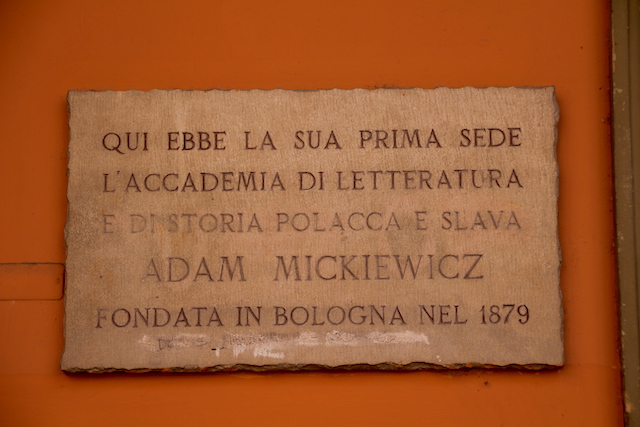 QUI EBBE LA SUA PRIMA SEDE
L'ACCADEMIA DI LETTERATURA
E DI STORIA POLACCA E SLAVA
ADAM MICKIEWICZ
FONDATA IN BOLOGNA NEL 1879